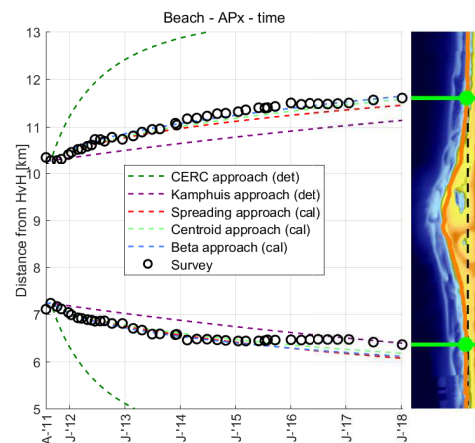 Beach - APx - time
13
12
11
10
9
8
7
6
5
Distance from HvH [km]
CERC approach (det)
Kamphuis approach (det)
Spreading approach (cal)
Centroid approach (cal)
Beta approach (cal)
Survey
A-'11
J-'12
J-'13
J-'14
J-'15
J-'16
J-'17
J-'18